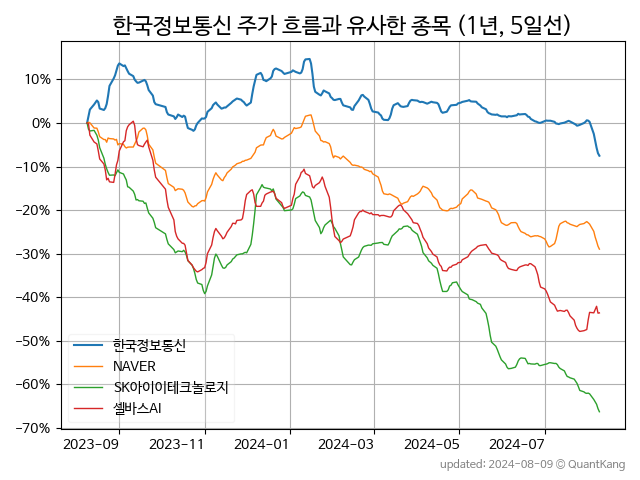 한국정보통신 주가 흐름과 유사한 종목 (1년, 5일선)
10%
0%
−10%
−20%
−30%
−40%
−50%
−60%
−70%
한국정보통신
NAVER
SK아이이테크놀로지
셀바스AI
2023-09 2023-11 2024-01 2024-03 2024-05 2024-07
updated: 2024-08-09 © QuantKang